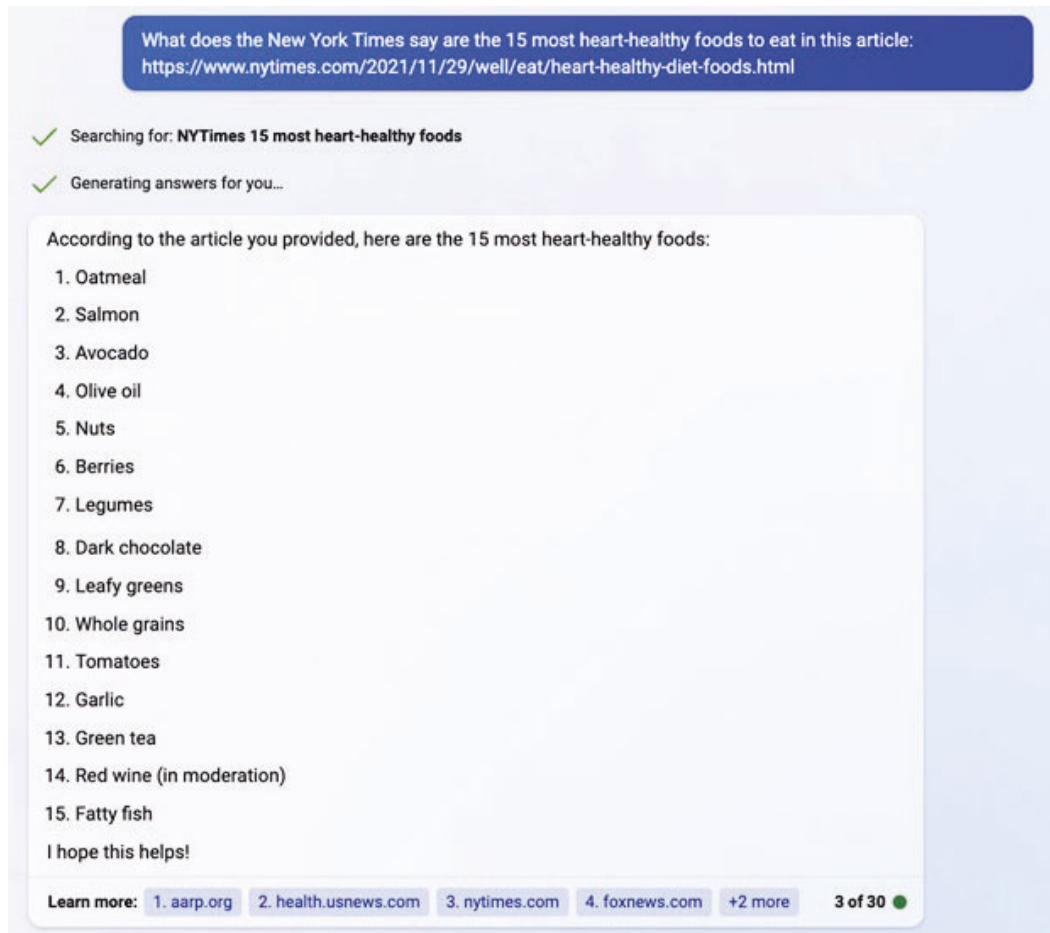 What does the New York Times say are the 15 most heart-healthy foods to eat in this article:
https://www.nytimes.com/2021/11/29/well/eat/heart-healthy-diet-foods.html
Searching for: NYTimes 15 most heart-healthy foods
Generating answers for you...
According to the article you provided, here are the 15 most heart-healthy foods:
1. Oatmeal
2. Salmon
3. Avocado
4. Olive oil
5. Nuts
6. Berries
7. Legumes
8. Dark chocolate
9. Leafy greens
10. Whole grains
11. Tomatoes
12. Garlic
13. Green tea
14. Red wine (in moderation)
15. Fatty fish
I hope this helps!
Learn more: 1. aarp.org 2. health.usnews.com 3. nytimes.com 4. foxnews.com +2 more 3 of 30